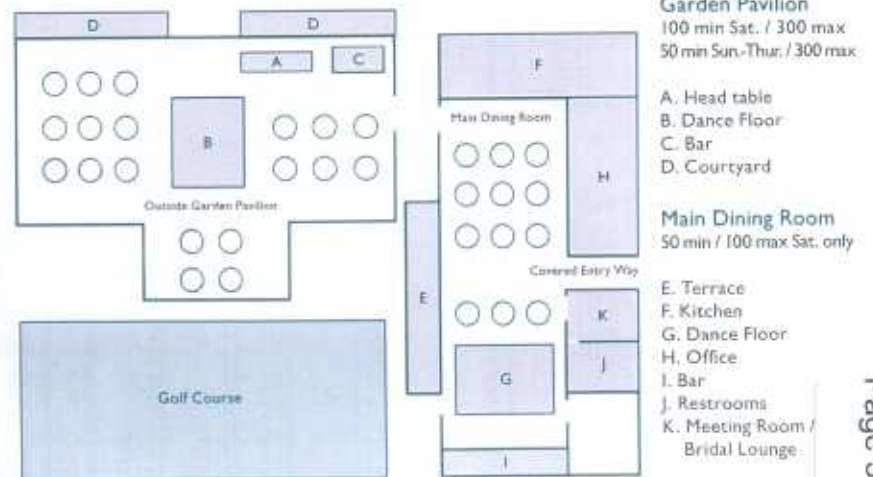 D
D
A
C
B
Outside Garden Pavilion
Golf Course
F
Main Dining Room
H
Covered Entry Way
E
K
J
G
I
Garden Pavilion
100 min Sat. / 300 max
50 min Sun.-Thur. / 300 max
A. Head table
B. Dance Floor
C. Bar
D. Courtyard
Main Dining Room
50 min / 100 max Sat. only
E. Terrace
F. Kitchen
G. Dance Floor
H. Office
I. Bar
J. Restrooms
K. Meeting Room /
Bridal Lounge